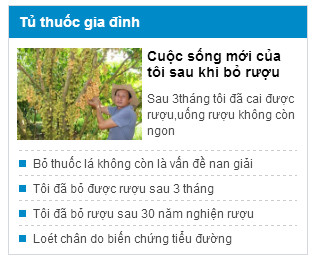 Tủ thuốc gia đình
Cuộc sống mới của
tôi sau khi bỏ rượu
Sau 3tháng tôi đã cai được
rượu,uống rượu không còn
ngon
Bỏ thuốc lá không còn là vấn đề nan giải
Tôi đã bỏ được rượu sau 3 tháng
Tôi đã bỏ rượu sau 30 năm nghiện rượu
Loét chân do biến chứng tiểu đường